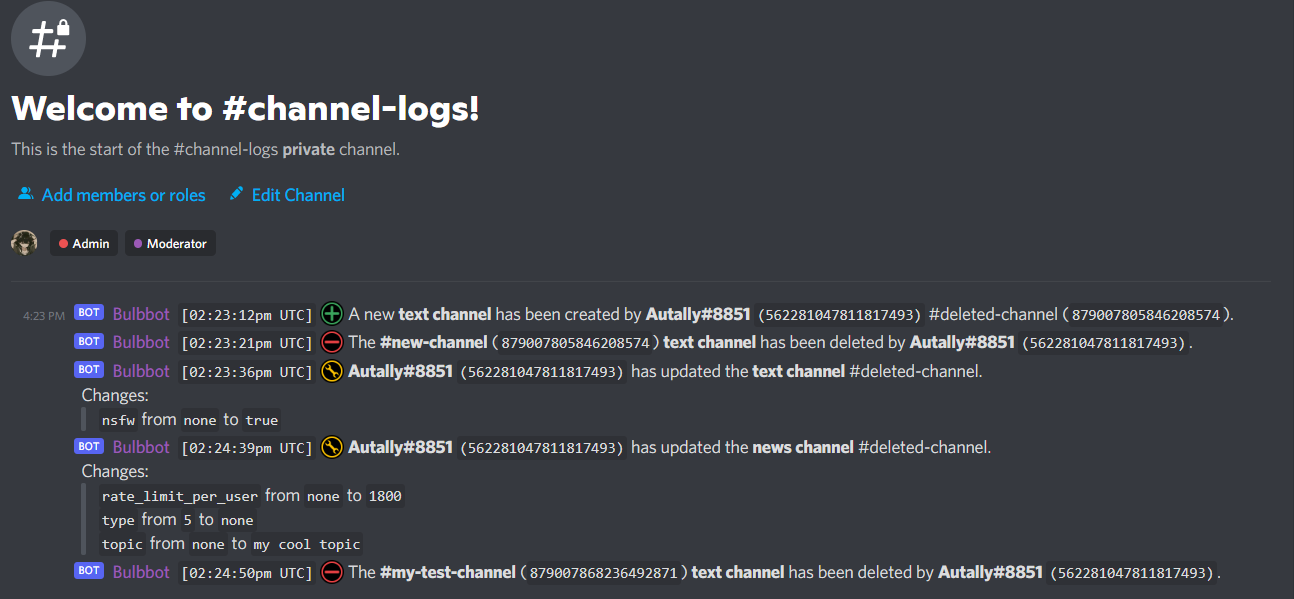 Welcome to #channel-logs!
This is the start of the #channel-logs private channel.
Add members or roles Edit Channel
Admin Moderator
4:23 PM BOT Bulbbot [02:23:12pm UTC] A new text channel has been created by Autally#8851 (562281047811817493) #deleted-channel (879007805846208574).
BOT Bulbbot [02:23:21pm UTC] The #new-channel (879007805846208574) text channel has been deleted by Autally#8851 (562281047811817493).
BOT Bulbbot [02:23:36pm UTC] Autally#8851 (562281047811817493) has updated the text channel #deleted-channel.
Changes:
nsfw from none to true
BOT Bulbbot [02:24:39pm UTC] Autally#8851 (562281047811817493) has updated the news channel #deleted-channel.
Changes:
rate_limit_per_user from none to 1800
type from 5 to none
topic from none to my cool topic
BOT Bulbbot [02:24:50pm UTC] The #my-test-channel (879007868236492871) text channel has been deleted by Autally#8851 (562281047811817493).